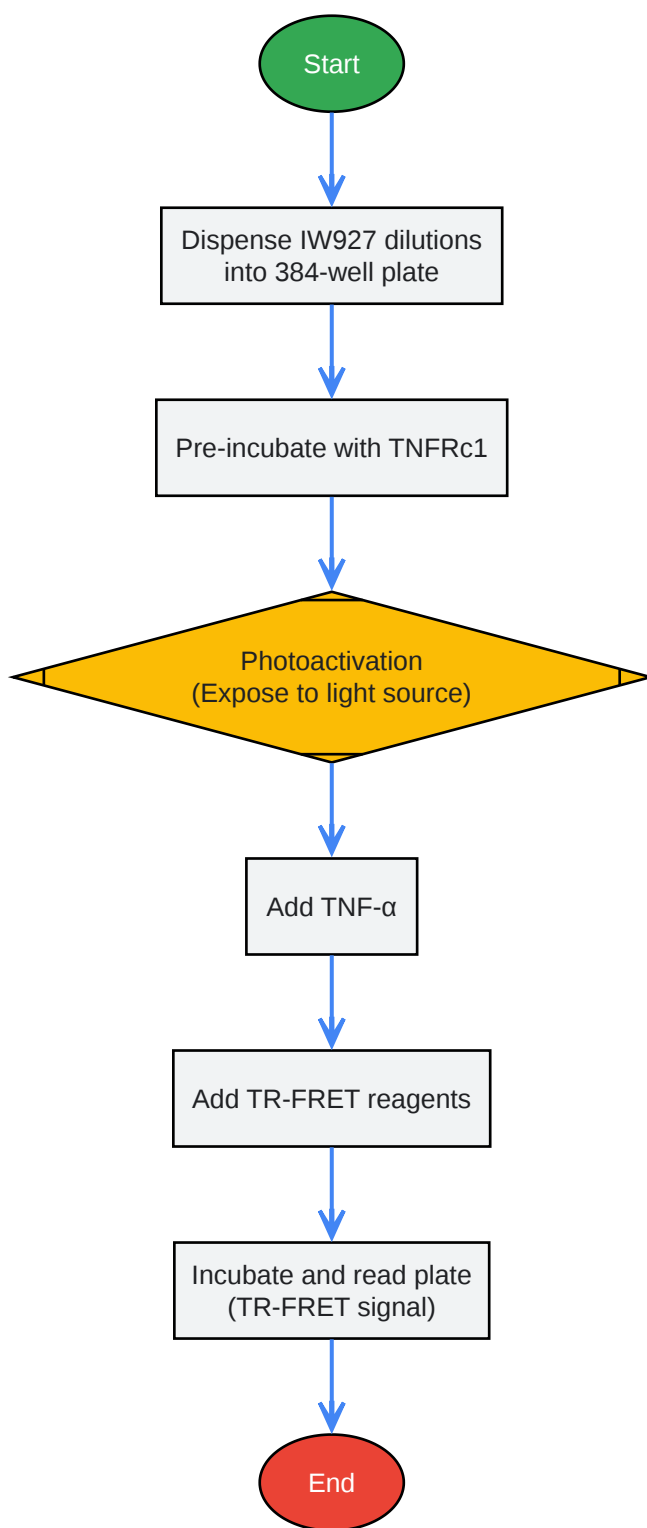 Start
Dispense IW927 dilutions
into 384-well plate
Pre-incubate with TNFRc1
Photoactivation
(Expose to light source)
Add TNF-α
Add TR-FRET reagents
Incubate and read plate
(TR-FRET signal)
End